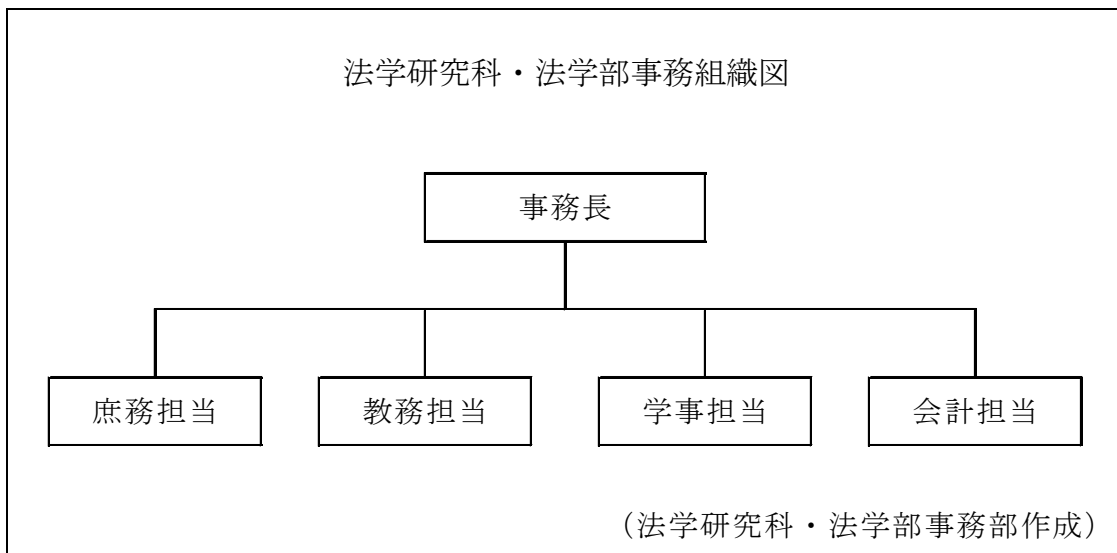 法学研究科・法学部事務組織図
事務長
庶務担当
教務担当
学事担当
会計担当
（法学研究科・法学部事務部作成）